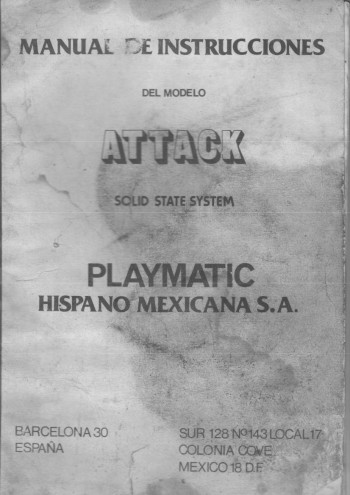 MANUAL DE INSTRUCCIONES
DEL MODELO
ATTACK
SOLID STATE SYSTEM
PLAYMATIC
HISPANO MEXICANA S.A.
BARCELONA 30
ESPAÑA
SUR 128 Nº143 LOCAL 17
COLONIA COVE
MEXICO 18 D.F.